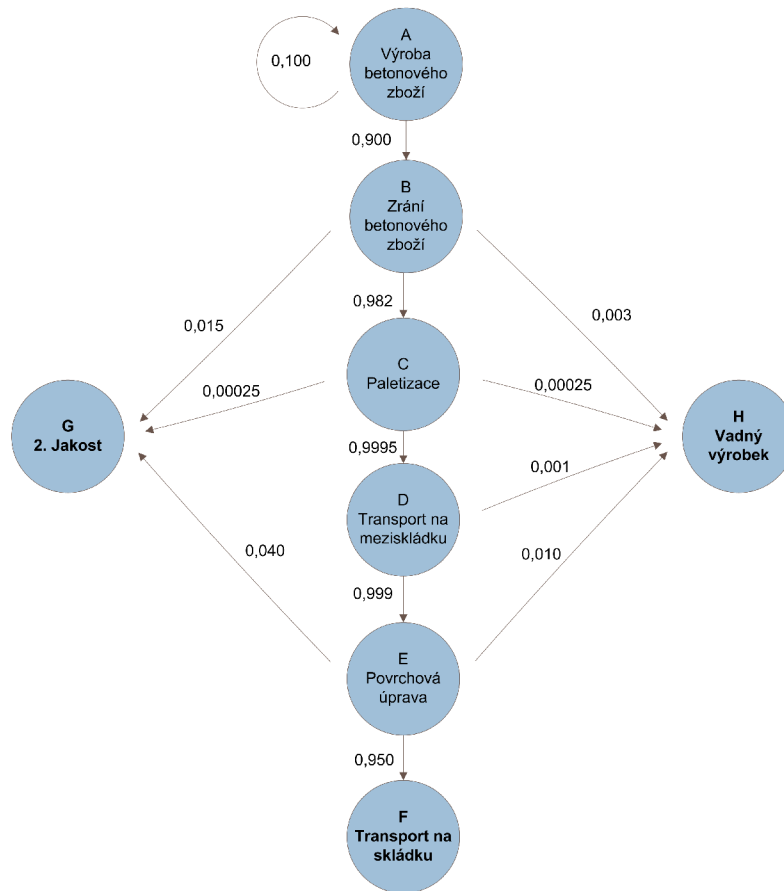 A
Výroba
betonového
zboží
0,100
0,900
B
Zrání
betonového
zboží
0,982
0,015
0,003
C
Paletizace
0,00025
0,00025
G
2. Jakost
H
Vadný
výrobek
0,9995
0,001
D
Transport na
meziskládku
0,040
0,010
0,999
E
Povrchová
úprava
0,950
F
Transport na
skládku